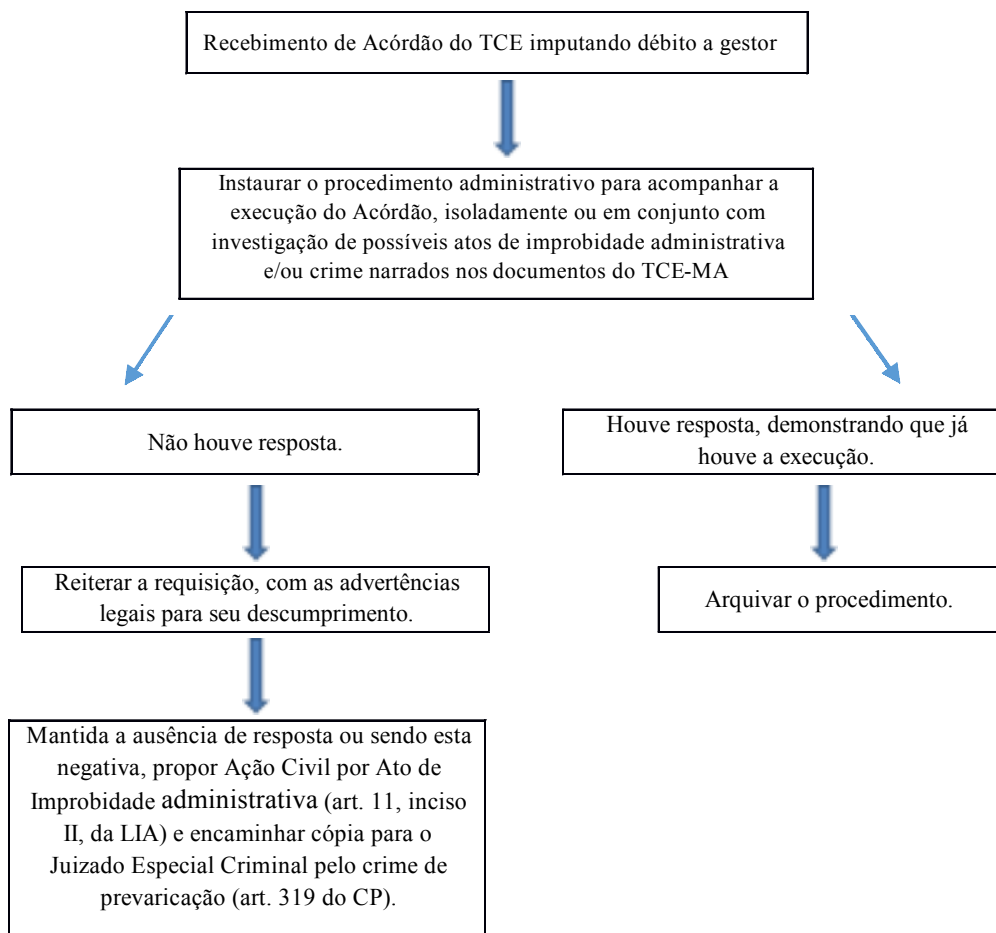 Recebimento de Acórdão do TCE imputando débito a gestor
Instaurar o procedimento administrativo para acompanhar a
execução do Acórdão, isoladamente ou em conjunto com
investigação de possíveis atos de improbidade administrativa
e/ou crime narrados nos documentos do TCE-MA
Não houve resposta.
Houve resposta, demonstrando que já
houve a execução.
Reiterar a requisição, com as advertências
legais para seu descumprimento.
Arquivar o procedimento.
Mantida a ausência de resposta ou sendo esta
negativa, propor Ação Civil por Ato de
Improbidade administrativa (art. 11, inciso
II, da LIA) e encaminhar cópia para o
Juizado Especial Criminal pelo crime de
prevaricação (art. 319 do CP).